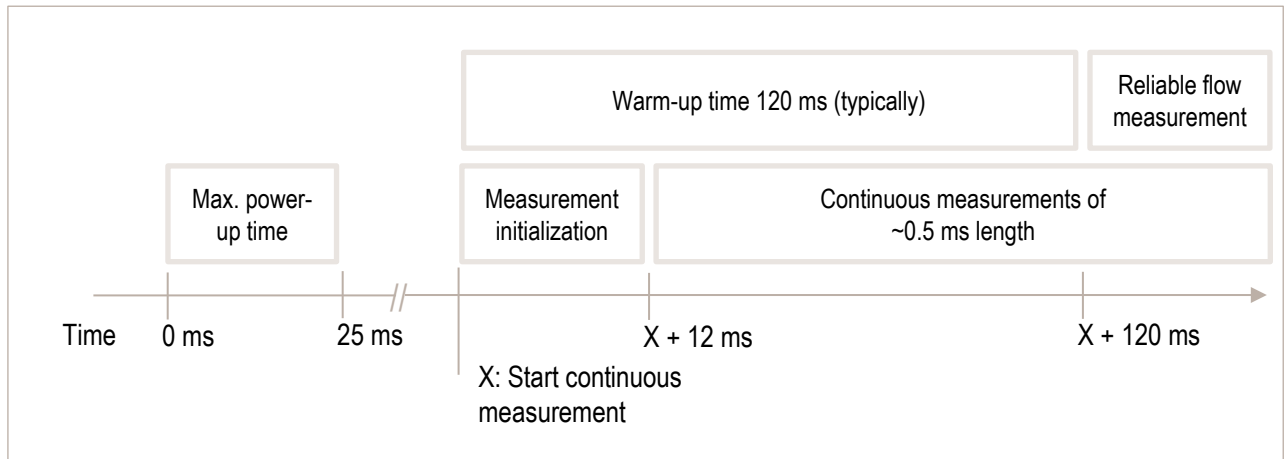 Warm-up time 120 ms (typically)
Reliable flow
measurement
Max. power-
up time
Measurement
initialization
Continuous measurements of
~0.5 ms length
Time
0 ms
25 ms
X + 12 ms
X + 120 ms
X: Start continuous
measurement